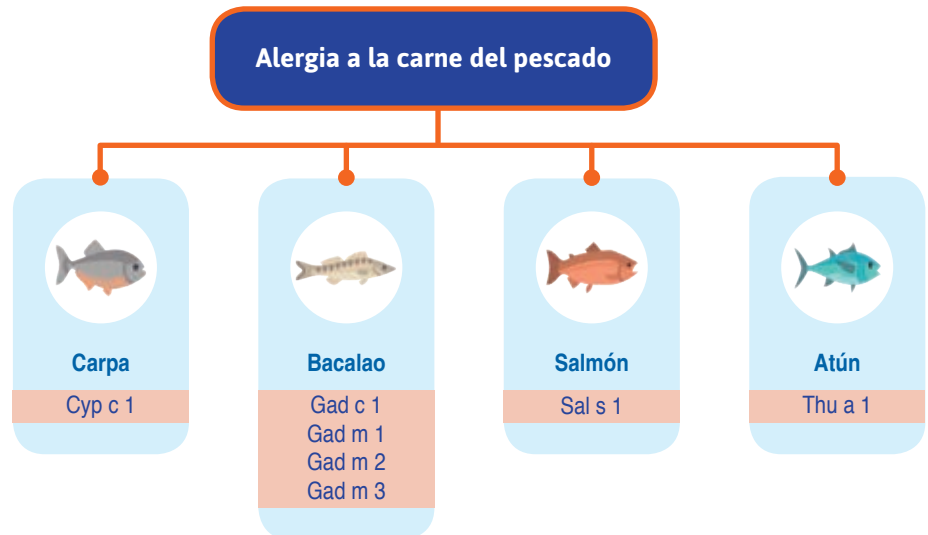 Alergia a la carne del pescado
Carpa
Cyp c 1
Bacalao
Gad c 1
Gad m 1
Gad m 2
Gad m 3
Salmón
Sal s 1
Atún
Thu a 1